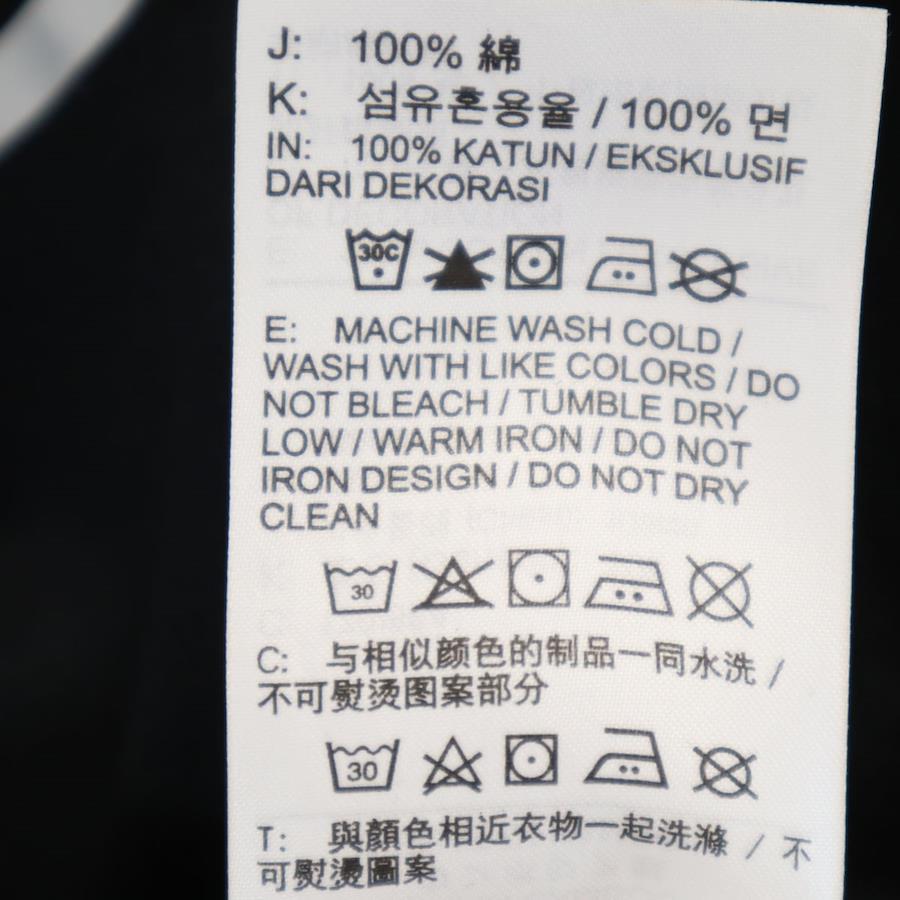 J: 100% 綿
K: 섬유혼용율 / 100% 면
IN: 100% KATUN / EKSKLUSIF
DARI DEKORASI
30C
E: MACHINE WASH COLD /
WASH WITH LIKE COLORS / DO
NOT BLEACH / TUMBLE DRY
LOW / WARM IRON / DO NOT
IRON DESIGN / DO NOT DRY
CLEAN
30
C: 与相似颜色的制品一同水洗 /
不可熨烫图案部分
30
T: 與顏色相近衣物一起洗滌 / 不
可熨燙圖案